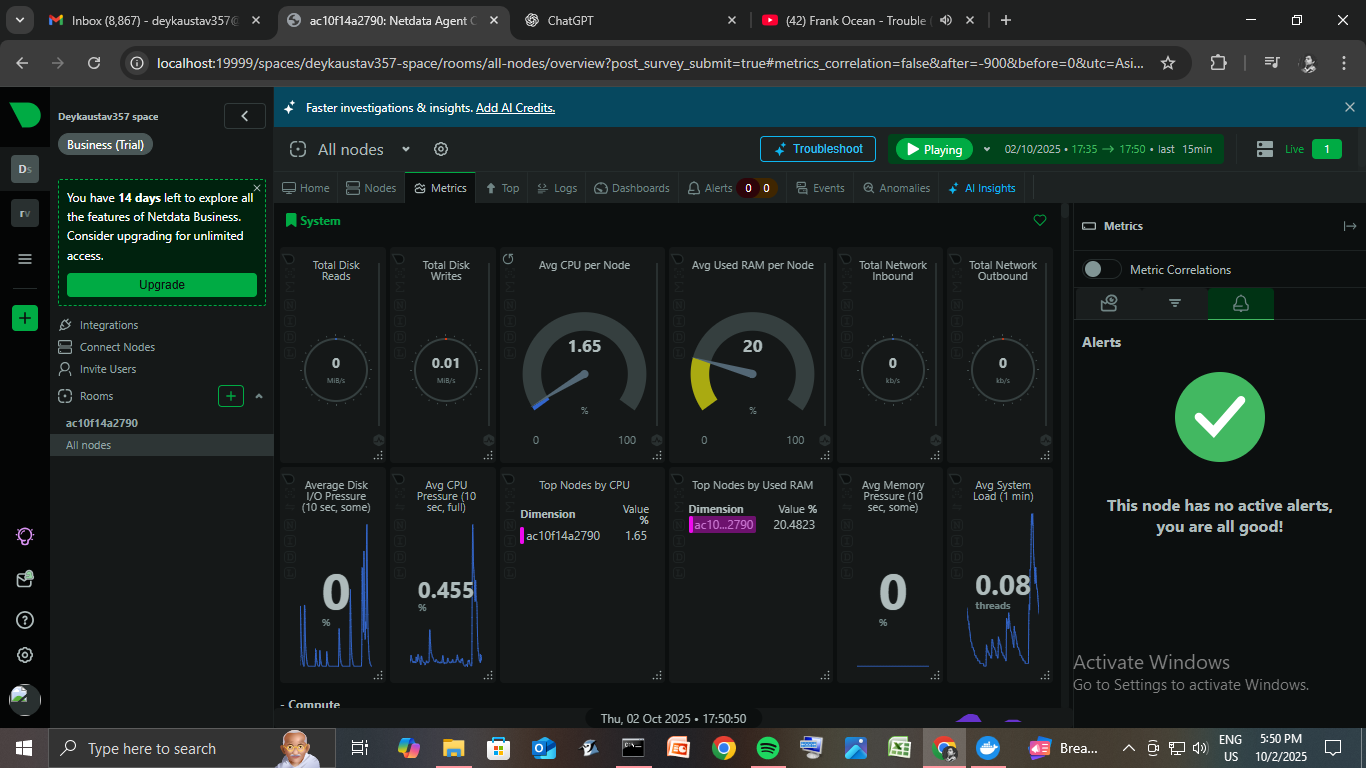 Inbox (8,867) - deykaustav357@
ac10f14a2790: Netdata Agent C
ChatGPT
(42) Frank Ocean - Trouble
localhost:19999/spaces/deykaustav357-space/rooms/all-nodes/overview?post_survey_submit=true#metrics_correlation=false&after=-900&before=0&utc=Asi...
Deykaustav357 space
Business (Trial)
Ds
rv
You have 14 days left to explore all
the features of Netdata Business.
Consider upgrading for unlimited
access.
Upgrade
Integrations
Connect Nodes
Invite Users
Rooms
ac10f14a2790
All nodes
Faster investigations & insights. Add AI Credits.
All nodes
Troubleshoot
Playing
02/10/2025 • 17:35 → 17:50 • last 15min
Live
1
Home
Nodes
Metrics
Top
Logs
Dashboards
Alerts 0 0
Events
Anomalies
AI Insights
System
Total Disk
Reads
0
MiB/s
Total Disk
Writes
0.01
MiB/s
Avg CPU per Node
1.65
%
0 100
Avg Used RAM per Node
20
%
0 100
Total Network
Inbound
0
kb/s
Total Network
Outbound
0
kb/s
Average Disk
I/O Pressure
(10 sec, some)
0
%
Avg CPU
Pressure (10
sec, full)
0.455
%
Top Nodes by CPU
Dimension Value
%
ac10f14a2790 1.65
Top Nodes by Used RAM
Dimension Value %
ac10...2790 20.4823
Avg Memory
Pressure (10
sec, some)
0
%
Avg System
Load (1 min)
0.08
threads
- Compute
Thu, 02 Oct 2025 • 17:50:50
Metrics
Metric Correlations
Alerts
This node has no active alerts,
you are all good!
Activate Windows
Go to Settings to activate Windows.
Type here to search
Brea...
ENG
US
5:50 PM
10/2/2025